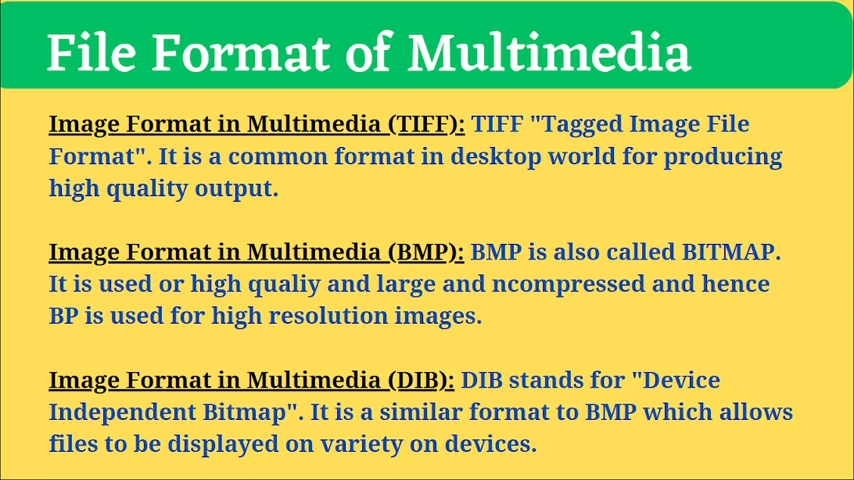 File Format of Multimedia
Image Format in Multimedia (TIFF): TIFF "Tagged Image File
Format". It is a common format in desktop world for producing
high quality output.
Image Format in Multimedia (BMP): BMP is also called BITMAP.
It is used or high qualiy and large and ncompressed and hence
BP is used for high resolution images.
Image Format in Multimedia (DIB): DIB stands for "Device
Independent Bitmap". It is a similar format to BMP which allows
files to be displayed on variety on devices.